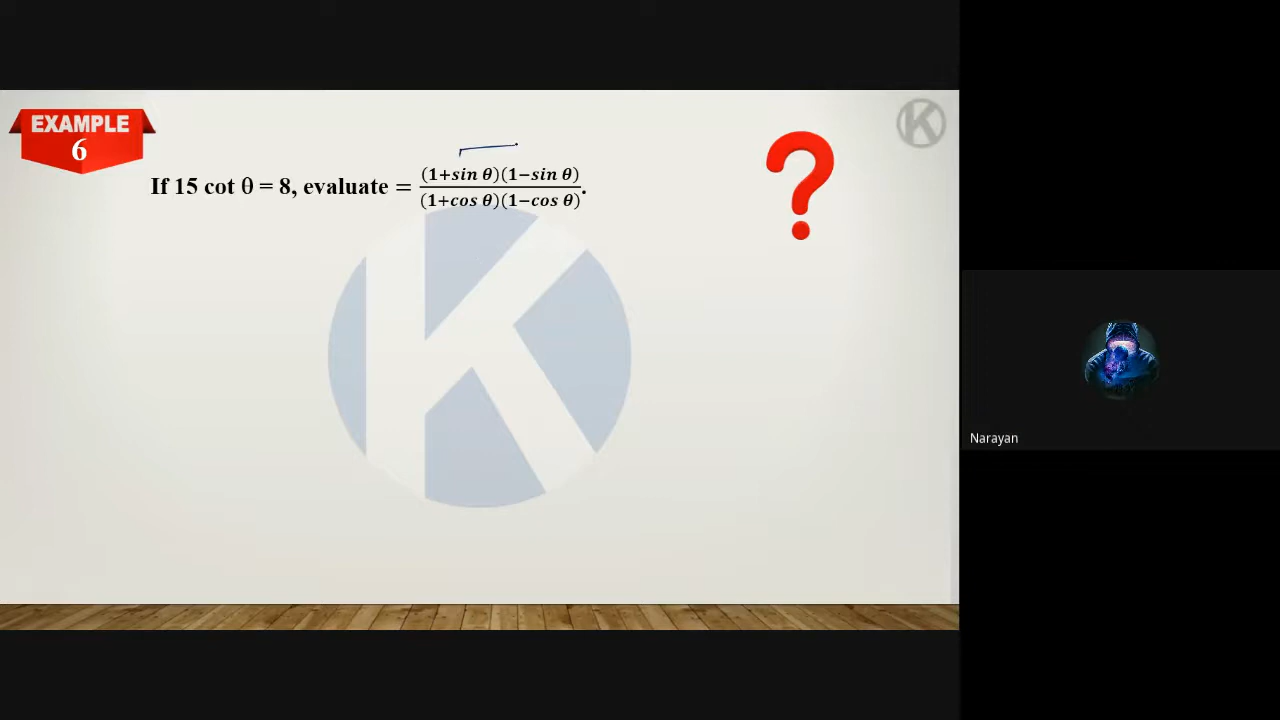 EXAMPLE
6
If 15 cot θ = 8, evaluate = (1+sin θ)(1−sin θ)/(1+cos θ)(1−cos θ).
K
K
Narayan